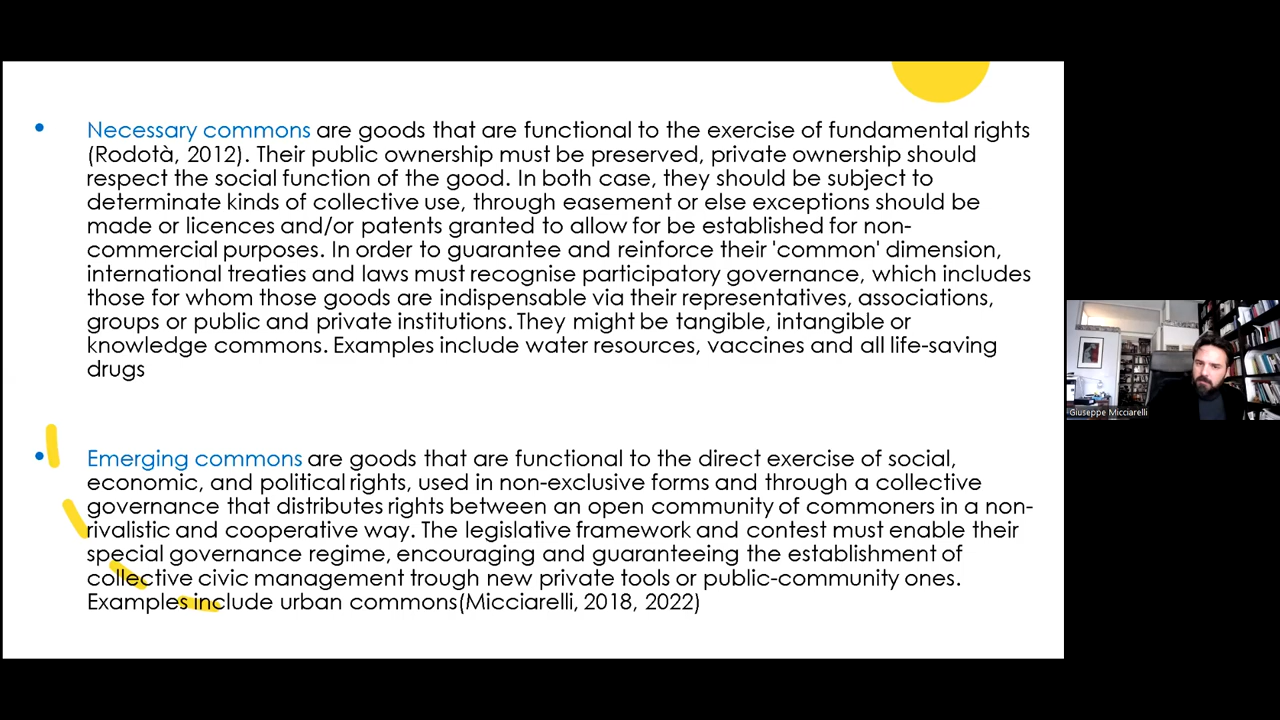 Necessary commons are goods that are functional to the exercise of fundamental rights
(Rodotà, 2012). Their public ownership must be preserved, private ownership should
respect the social function of the good. In both case, they should be subject to
determinate kinds of collective use, through easement or else exceptions should be
made or licences and/or patents granted to allow for be established for non-
commercial purposes. In order to guarantee and reinforce their 'common' dimension,
international treaties and laws must recognise participatory governance, which includes
those for whom those goods are indispensable via their representatives, associations,
groups or public and private institutions. They might be tangible, intangible or
knowledge commons. Examples include water resources, vaccines and all life-saving
drugs
Emerging commons are goods that are functional to the direct exercise of social,
economic, and political rights, used in non-exclusive forms and through a collective
governance that distributes rights between an open community of commoners in a non-
rivalistic and cooperative way. The legislative framework and contest must enable their
special governance regime, encouraging and guaranteeing the establishment of
collective civic management trough new private tools or public-community ones.
Examples include urban commons(Micciarelli, 2018, 2022)
Giuseppe Micciarelli